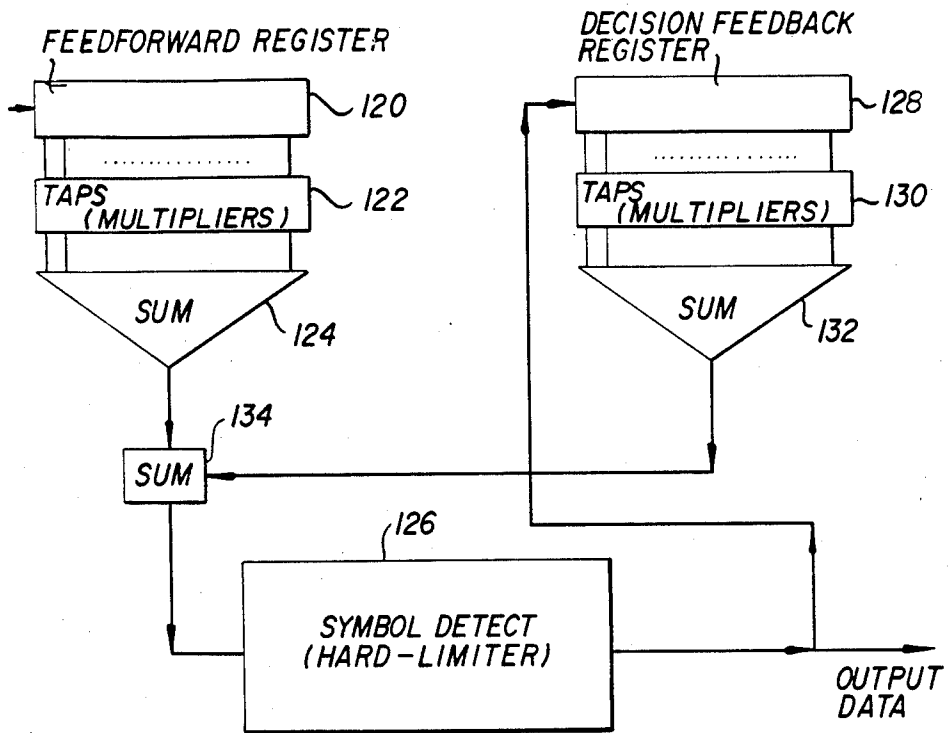 FEEDFORWARD REGISTER
DECISION FEEDBACK
REGISTER
120
128
TAPS
(MULTIPLIERS)
122
TAPS
(MULTIPLIERS)
130
SUM
124
SUM
132
134
SUM
126
SYMBOL DETECT
(HARD-LIMITER)
OUTPUT
DATA